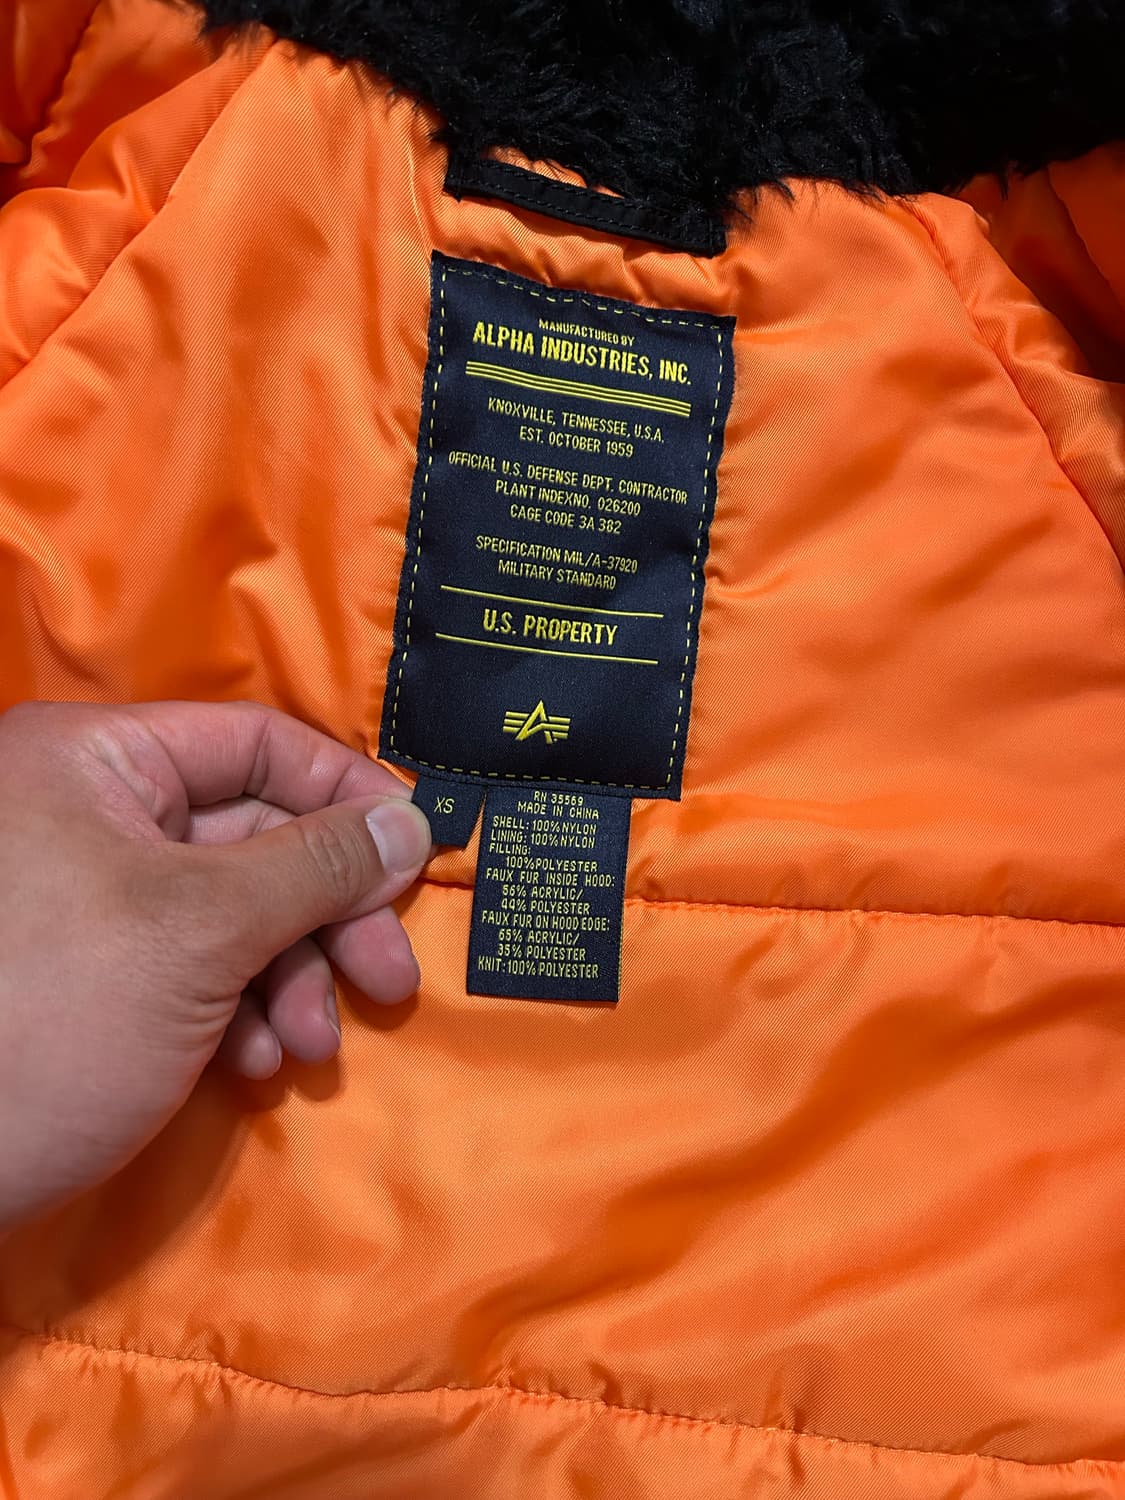 MANUFACTURED BY
ALPHA INDUSTRIES, INC.
KNOXVILLE, TENNESSEE, U.S.A.
EST. OCTOBER 1959
OFFICIAL U.S. DEFENSE DEPT. CONTRACTOR
PLANT INDEXNO. 026200
CAGE CODE 3A 382
SPECIFICATION MIL/A-37920
MILITARY STANDARD
U.S. PROPERTY
XS
RN 35569
MADE IN CHINA
SHELL: 100% NYLON
LINING: 100% NYLON
FILLING:
100%POLYESTER
FAUX FUR INSIDE HOOD:
56% ACRYLIC/
44% POLYESTER
FAUX FUR ON HOOD EDGE:
65% ACRYLIC/
35% POLYESTER
KNIT:100% POLYESTER